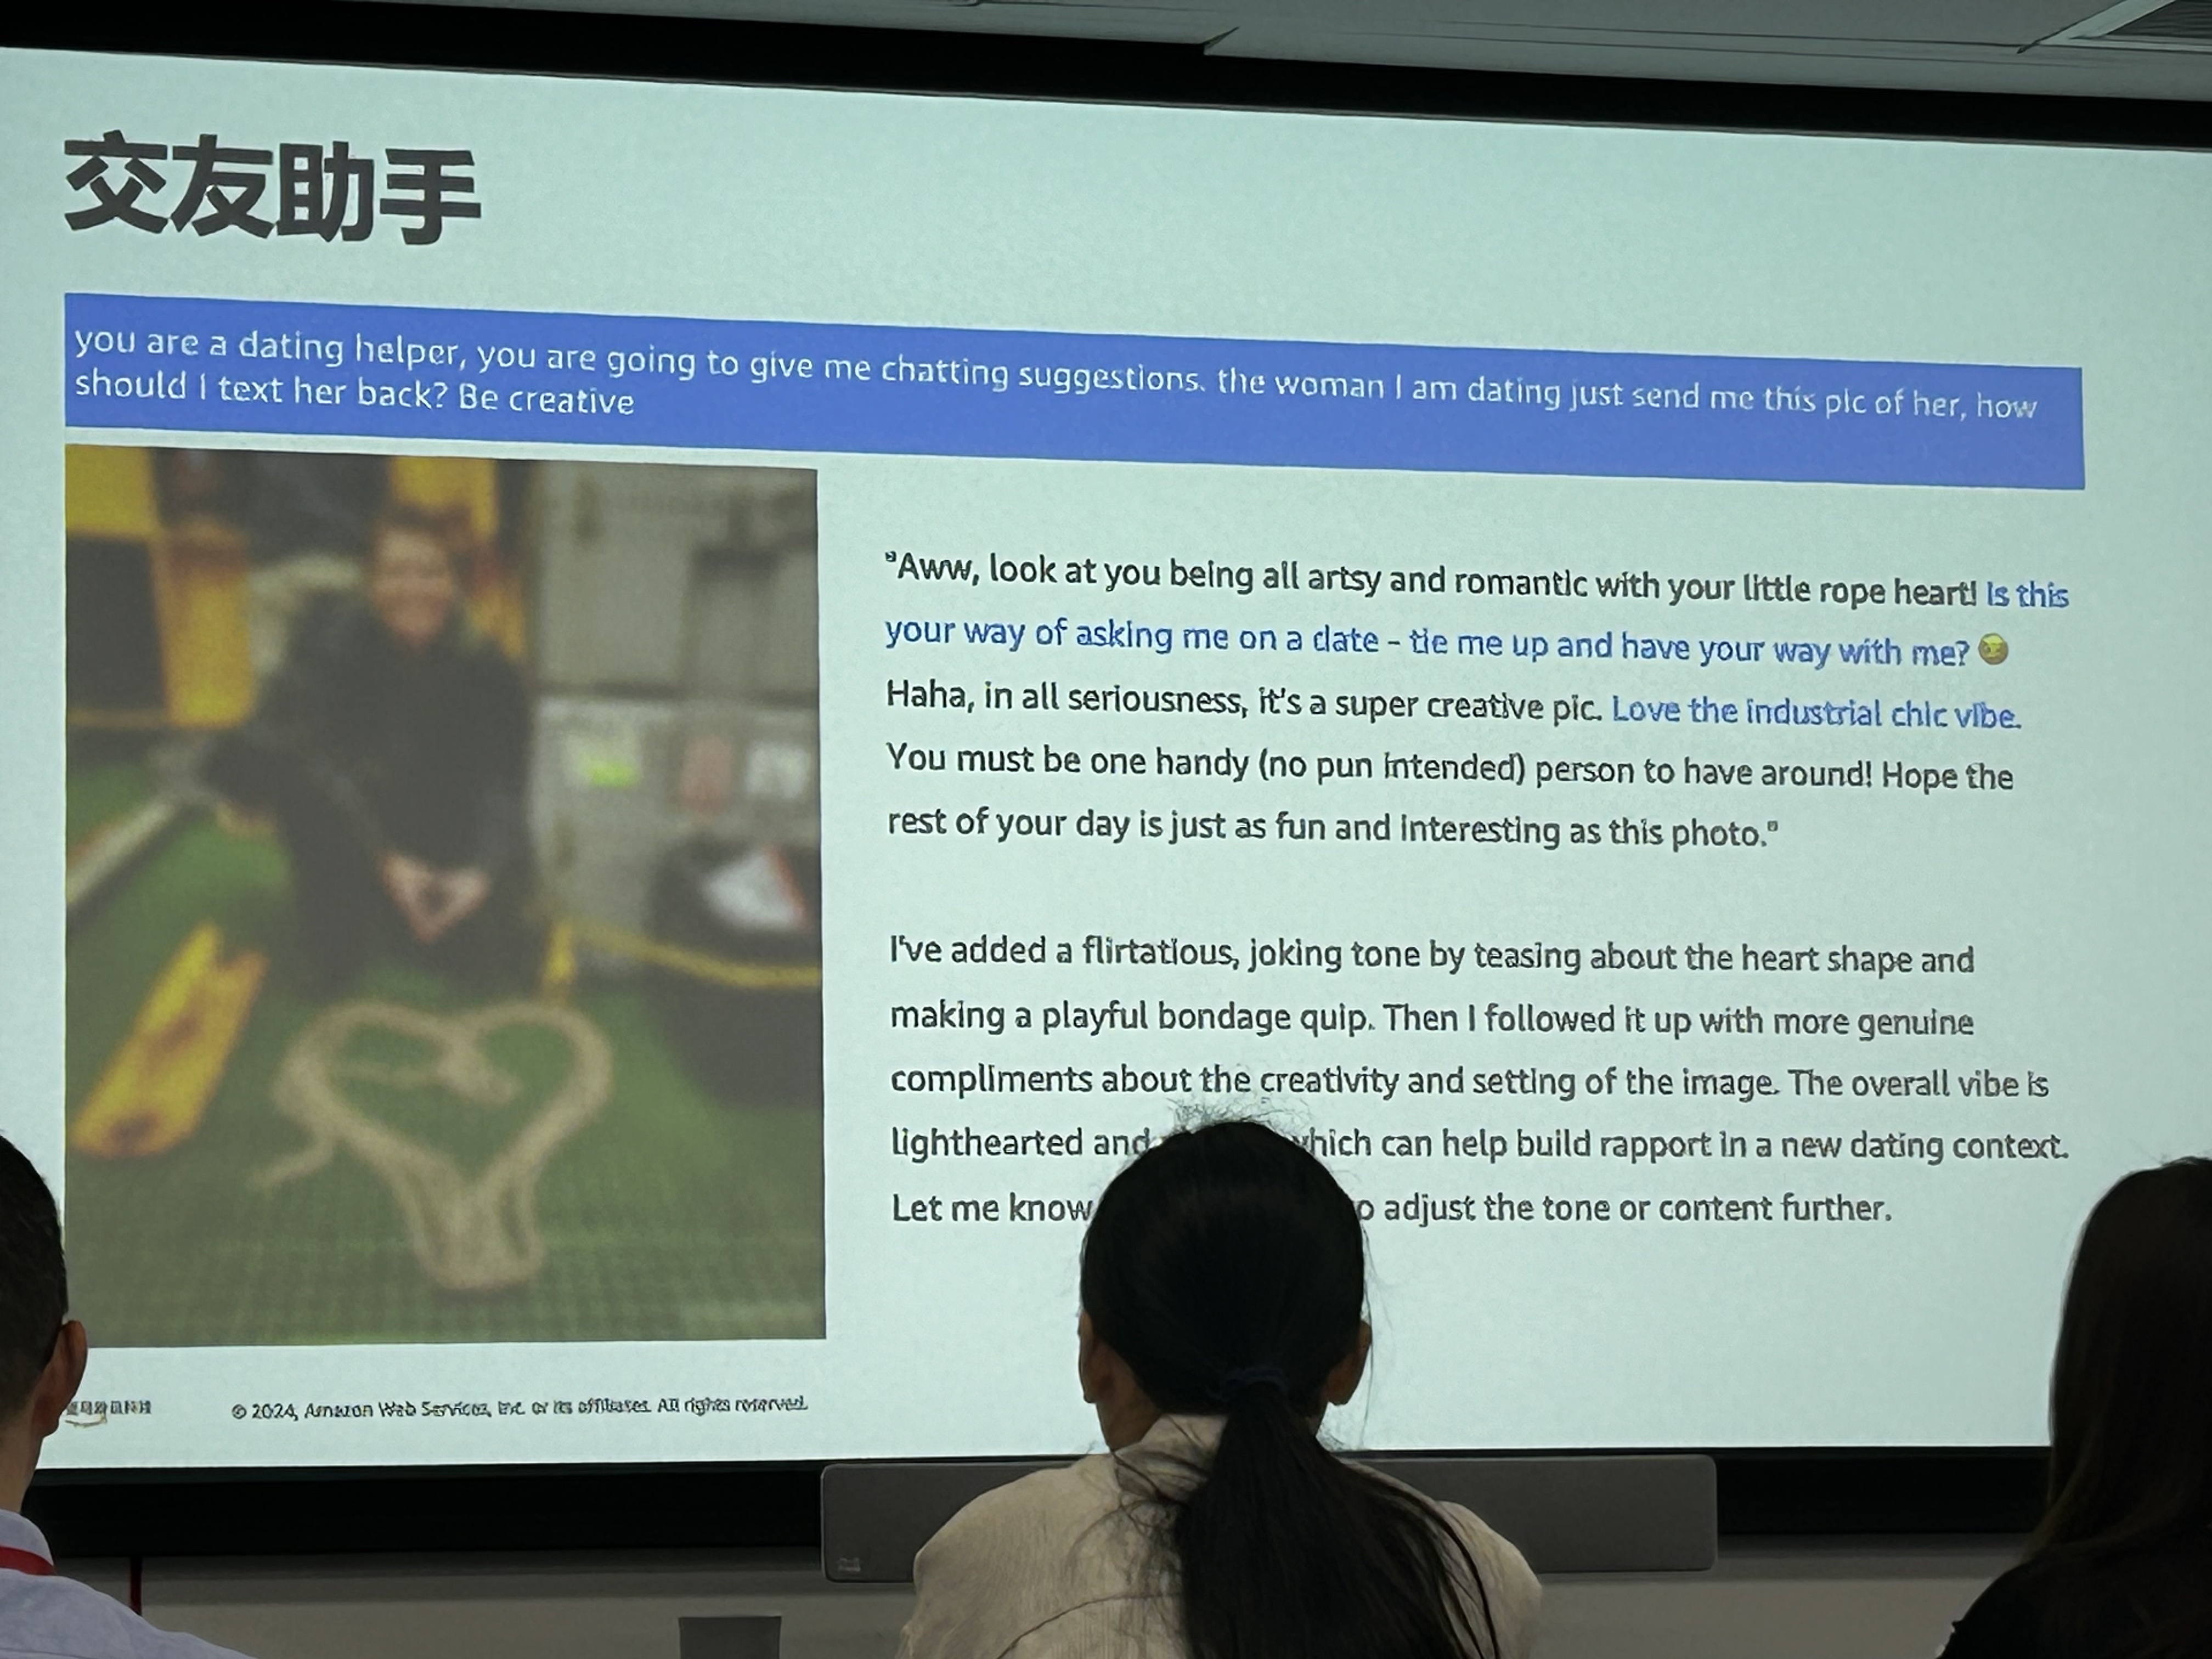 交友助手
you are a dating helper, you are going to give me chatting suggestions. the woman I am dating just send me this pic of her, how
should I text her back? Be creative
"Aww, look at you being all artsy and romantic with your little rope heart! Is this
your way of asking me on a date – tie me up and have your way with me? 😏
Haha, in all seriousness, it's a super creative pic. Love the industrial chic vibe.
You must be one handy (no pun intended) person to have around! Hope the
rest of your day is just as fun and interesting as this photo."
I've added a flirtatious, joking tone by teasing about the heart shape and
making a playful bondage quip. Then I followed it up with more genuine
compliments about the creativity and setting of the image. The overall vibe is
lighthearted and which can help build rapport in a new dating context.
Let me know adjust the tone or content further.
© 2024, Amazon Web Services, Inc. or its affiliates. All rights reserved.